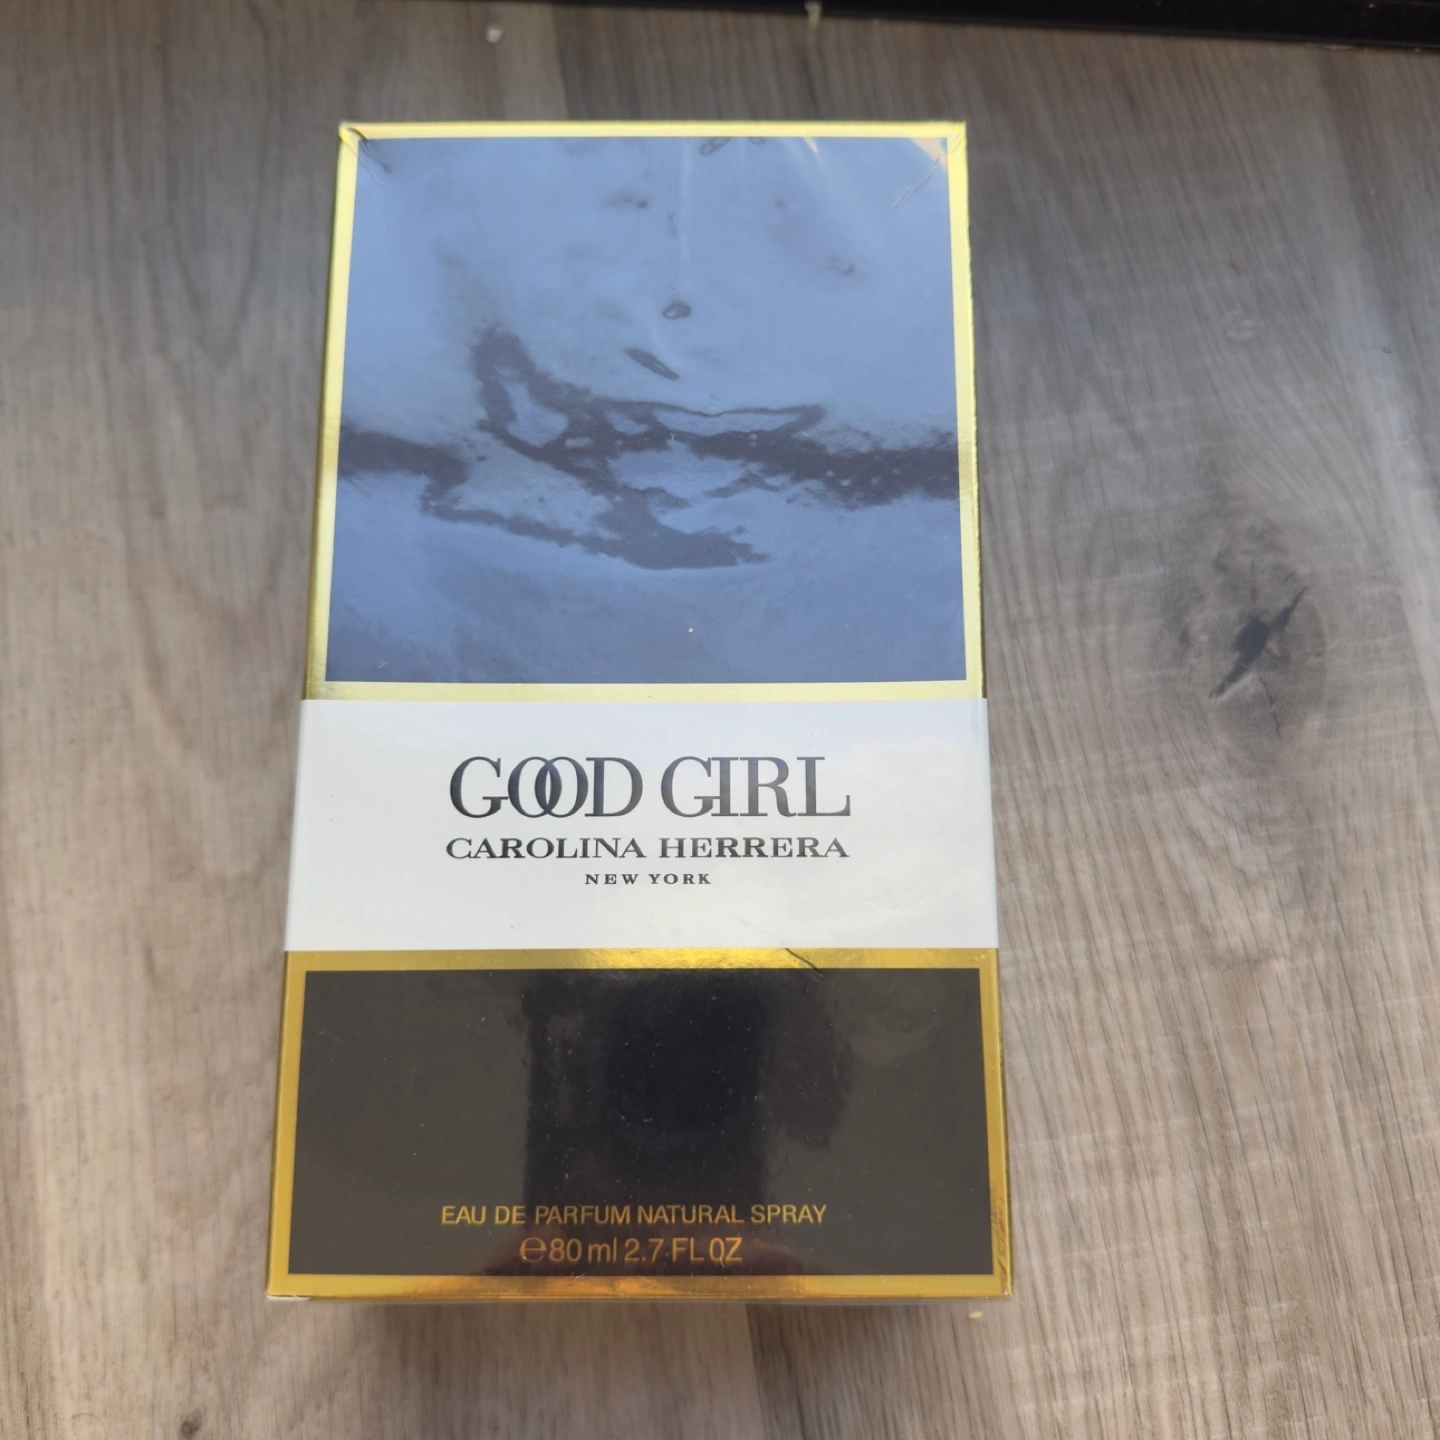 GOOD GIRL
CAROLINA HERRERA
NEW YORK
EAU DE PARFUM NATURAL SPRAY
℮80 ml 2.7 FL OZ